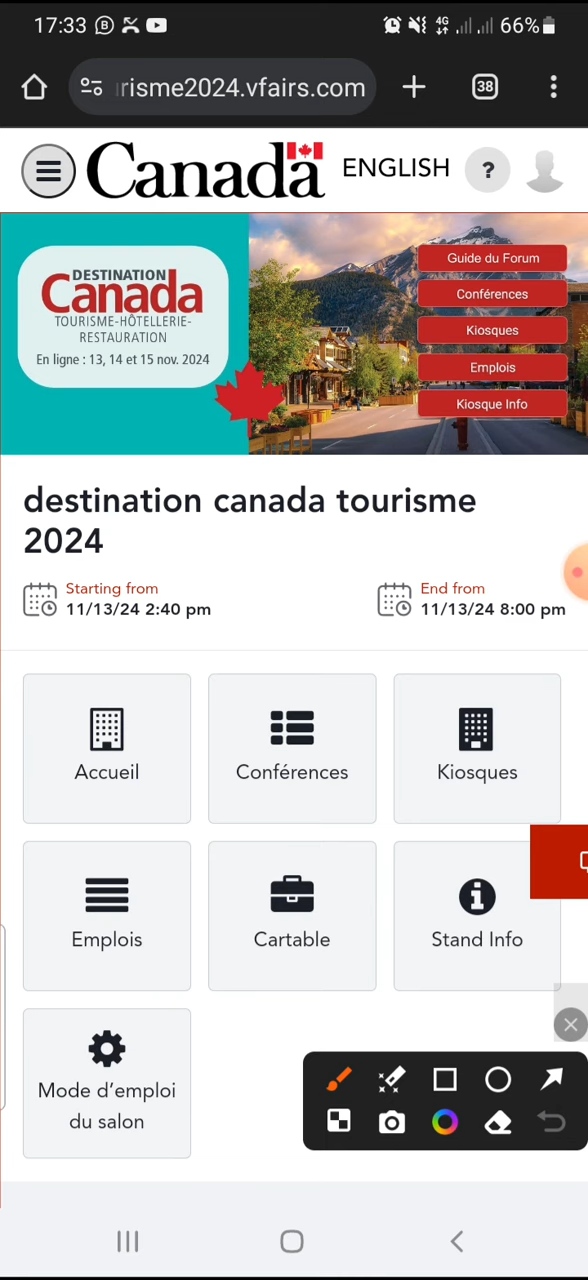 17:33
4G
66%
risme2024.vfairs.com
38
Canada
ENGLISH
?
DESTINATION
Canada
TOURISME-HÔTELLERIE-
RESTAURATION
En ligne : 13, 14 et 15 nov. 2024
Guide du Forum
Conférences
Kiosques
Emplois
Kiosque Info
destination canada tourisme
2024
Starting from
11/13/24 2:40 pm
End from
11/13/24 8:00 pm
Accueil
Conférences
Kiosques
Emplois
Cartable
Stand Info
Mode d’emploi
du salon